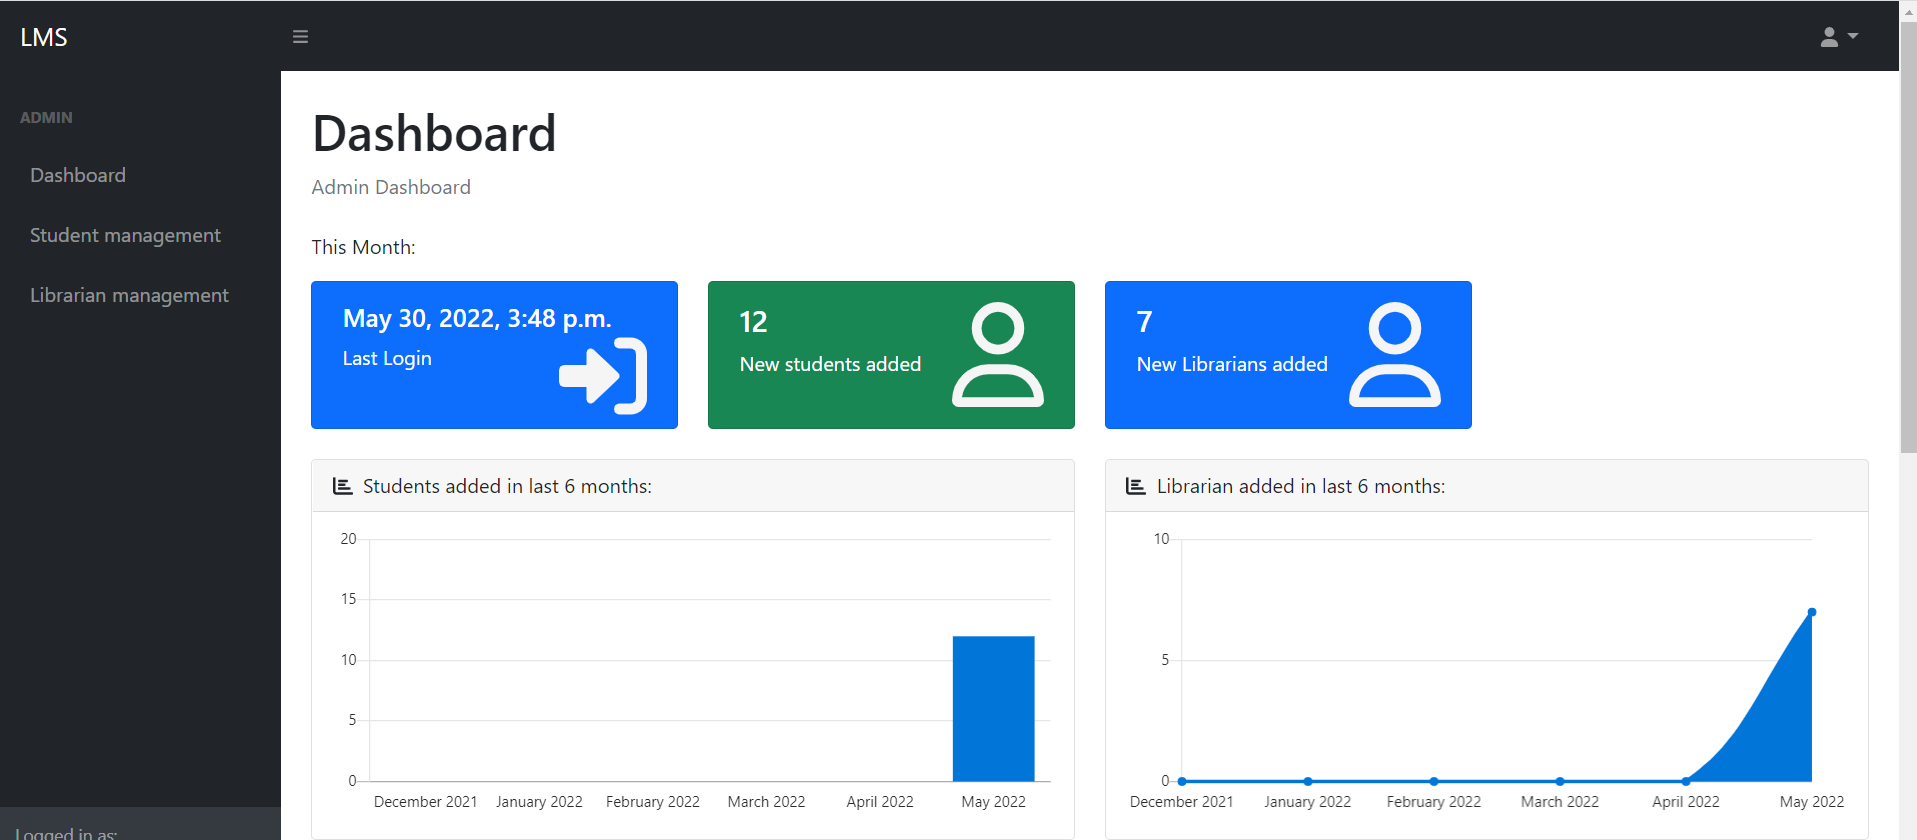 LMS
ADMIN
Dashboard
Student management
Librarian management
Logged in as:
Dashboard
Admin Dashboard
This Month:
May 30, 2022, 3:48 p.m.
Last Login
12
New students added
7
New Librarians added
Students added in last 6 months:
20
15
10
5
0
December 2021 January 2022 February 2022 March 2022 April 2022 May 2022
Librarian added in last 6 months:
10
5
0
December 2021 January 2022 February 2022 March 2022 April 2022 May 2022